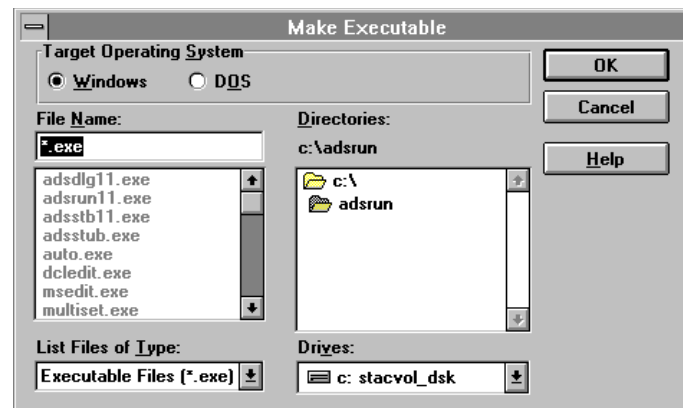 Make Executable
Target Operating System
Windows
DOS
OK
Cancel
Help
File Name:
*.exe
adsdlg11.exe
adsrun11.exe
adsstb11.exe
adsstub.exe
auto.exe
dcledit.exe
msedit.exe
multiset.exe
Directories:
c:\adsrun
c:\
adsrun
List Files of Type:
Executable Files (*.exe)
Drives:
c: stacvol_dsk